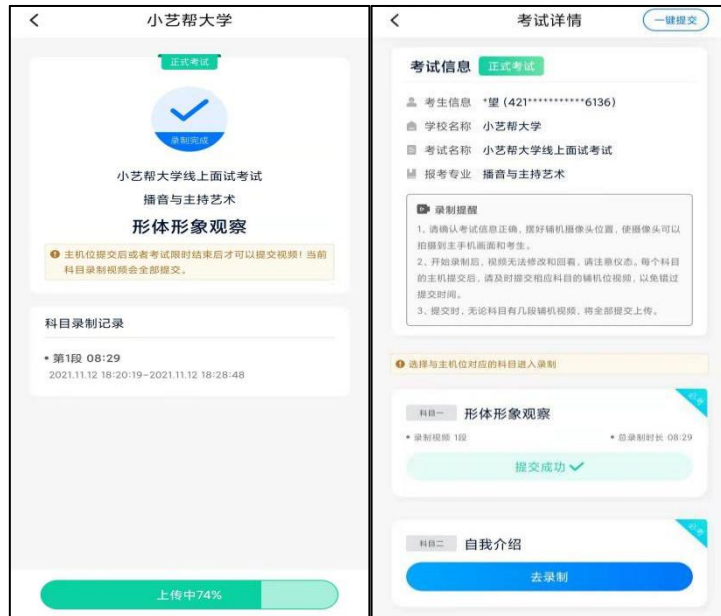 小艺帮大学
正式考试
录制完成
小艺帮大学线上面试考试
播音与主持艺术
形体形象观察
主机位提交后或者考试限时结束后才可以提交视频！当前
科目录制视频会全部提交。
科目录制记录
• 第1段 08:29
2021.11.12 18:20:19-2021.11.12 18:28:48
上传中74%
考试详情
一键提交
考试信息 正式考试
考生信息 *望 (421***********6136)
学校名称 小艺帮大学
考试名称 小艺帮大学线上面试考试
报考专业 播音与主持艺术
录制提醒
1、请确认考试信息正确，摆好辅机摄像头位置，使摄像头可以
拍摄到主手机画面和考生。
2、开始录制后，视频无法修改和回看，请注意仪态。每个科目
的主机提交后，请及时提交相应科目的辅机位视频，以免错过
提交时间。
3、提交时，无论科目有几段辅机视频，将全部提交上传。
选择与主机位对应的科目进入录制
必考
科目一 形体形象观察
• 录制视频 1段 • 总录制时长 08:29
提交成功
必考
科目二 自我介绍
去录制